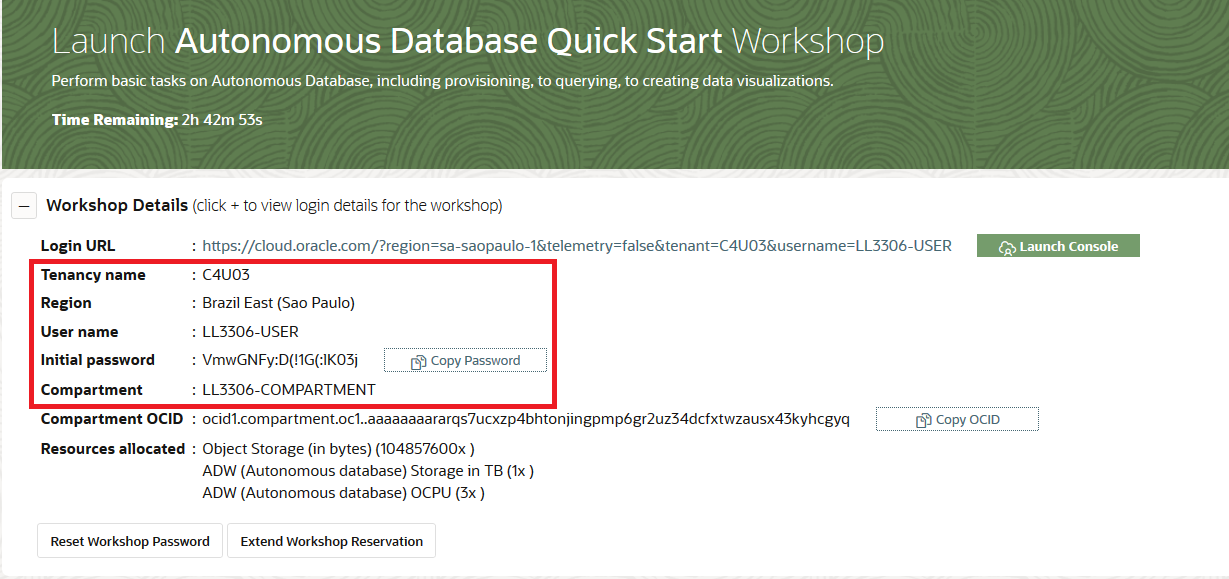 Launch Autonomous Database Quick Start Workshop
Perform basic tasks on Autonomous Database, including provisioning, to querying, to creating data visualizations.
Time Remaining: 2h 42m 53s
Workshop Details (click + to view login details for the workshop)
Login URL : https://cloud.oracle.com/?region=sa-saopaulo-1&telemetry=false&tenant=C4U03&username=LL3306-USER Launch Console
Tenancy name : C4U03
Region : Brazil East (Sao Paulo)
User name : LL3306-USER
Initial password : VmwGNFy:D(!1G(:lK03j Copy Password
Compartment : LL3306-COMPARTMENT
Compartment OCID : ocid1.compartment.oc1..aaaaaaaararqs7ucxzp4bhtonjingpmp6gr2uz34dcfxtwzausx43kyhcgyq Copy OCID
Resources allocated : Object Storage (in bytes) (104857600x )
ADW (Autonomous database) Storage in TB (1x )
ADW (Autonomous database) OCPU (3x )
Reset Workshop Password Extend Workshop Reservation